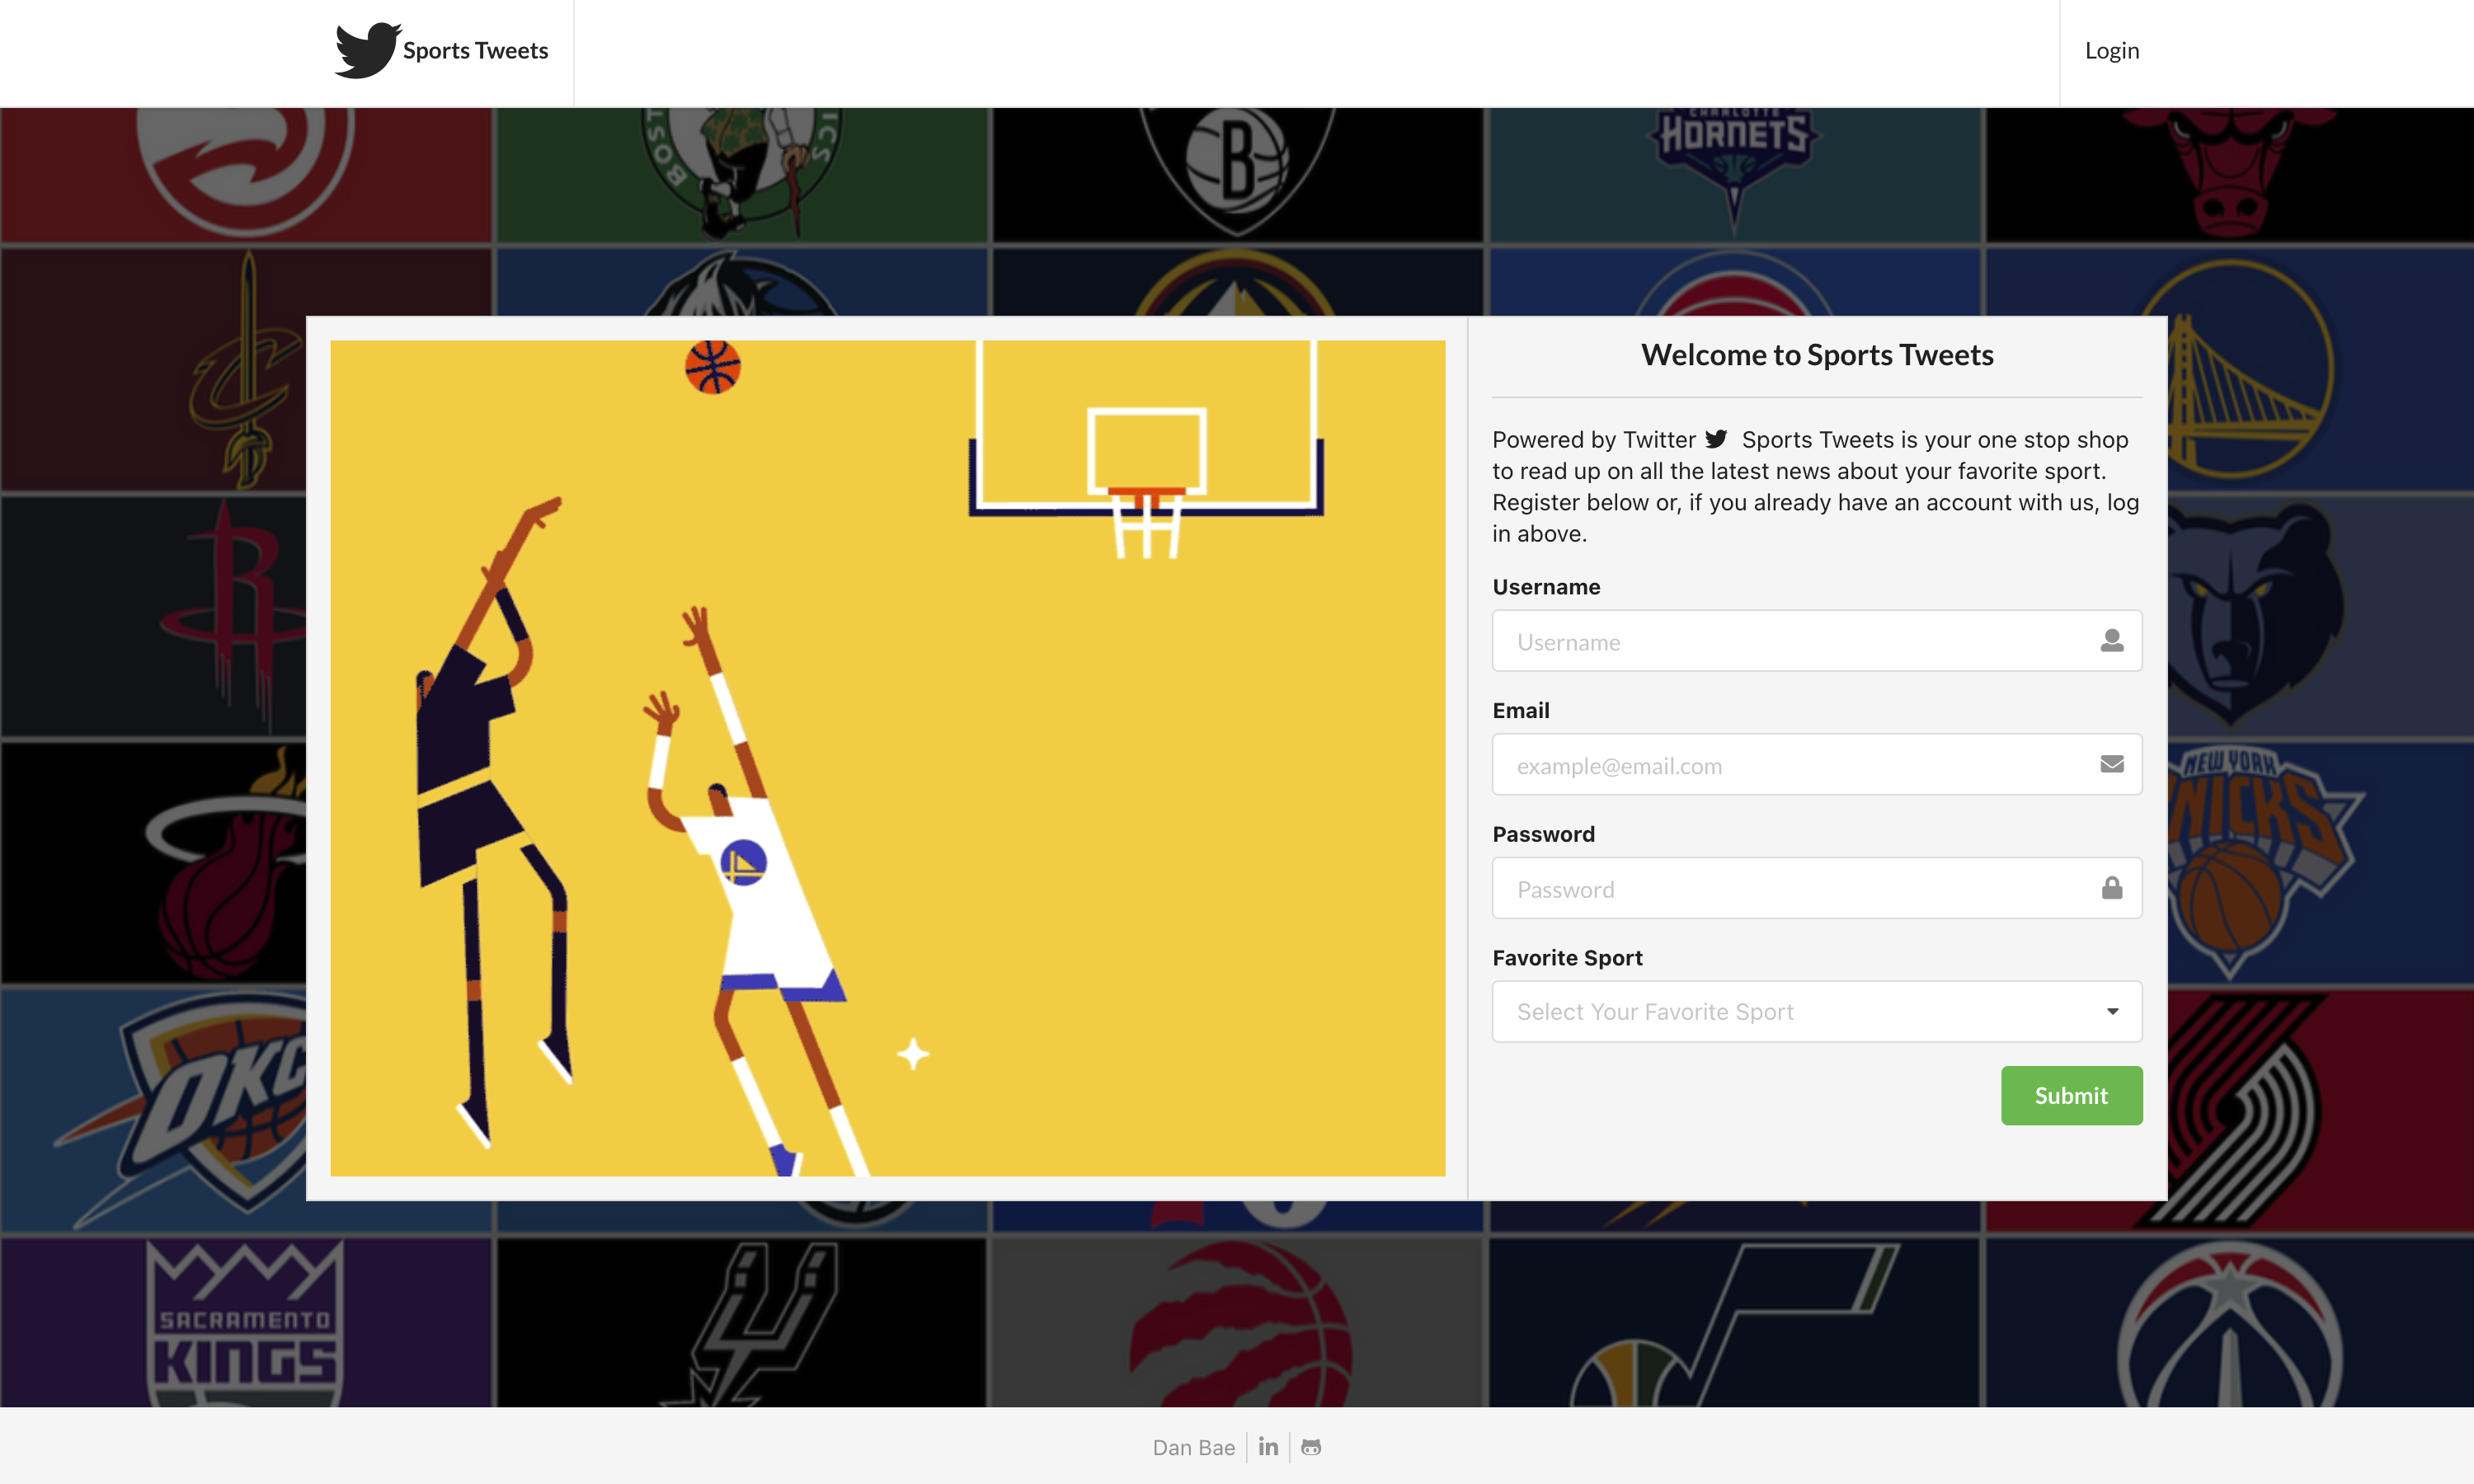 Sports Tweets
Login
BOST
ICS
B
CHARLOTTE
HORNETS
Welcome to Sports Tweets
Powered by Twitter Sports Tweets is your one stop shop
to read up on all the latest news about your favorite sport.
Register below or, if you already have an account with us, log
in above.
Username
Username
Email
example@email.com
Password
Password
Favorite Sport
Select Your Favorite Sport
Submit
R
C
NEW YORK
NICKS
OKC
SACRAMENTO
KINGS
Dan Bae
in